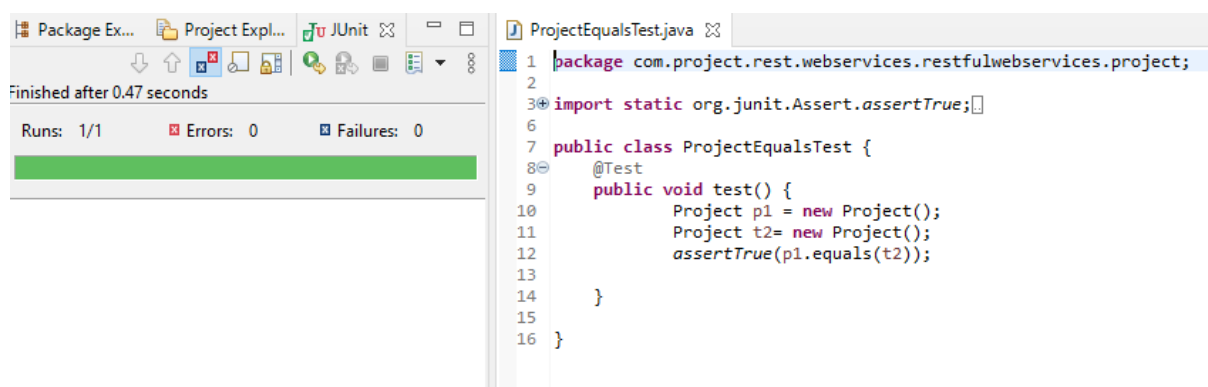 Package Ex... Project Expl... JUnit
Finished after 0.47 seconds
Runs: 1/1 Errors: 0 Failures: 0
ProjectEqualsTest.java
1 package com.project.rest.webservices.restfulwebservices.project;
2
3 import static org.junit.Assert.assertTrue;
6
7 public class ProjectEqualsTest {
8 @Test
9 public void test() {
10 Project p1 = new Project();
11 Project t2= new Project();
12 assertTrue(p1.equals(t2));
13
14 }
15
16 }